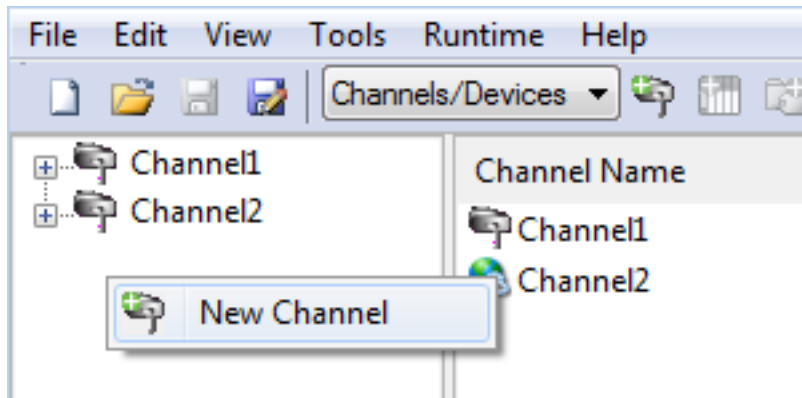 File Edit View Tools Runtime Help
Channels/Devices
Channel1
Channel2
Channel Name
Channel1
Channel2
New Channel